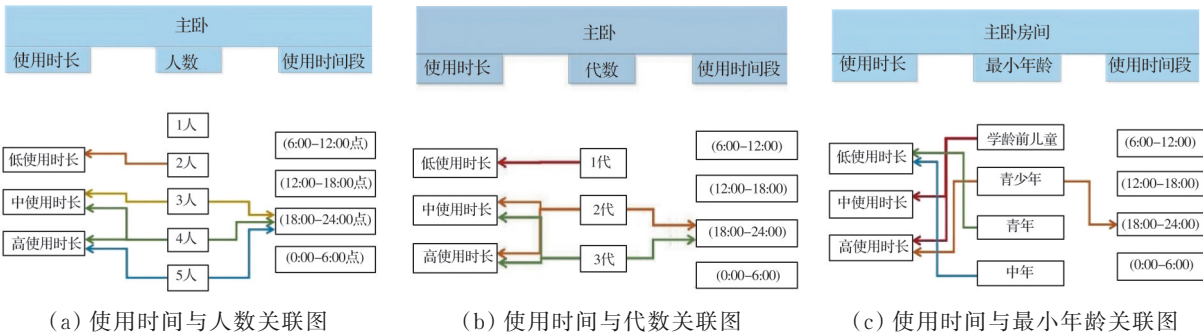 主卧
使用时长 人数 使用时间段
1人
2人
3人
4人
5人
低使用时长
中使用时长
高使用时长
(6:00-12:00点)
(12:00-18:00点)
(18:00-24:00点)
(0:00-6:00点)
(a) 使用时间与人数关联图
主卧
使用时长 代数 使用时间段
低使用时长
中使用时长
高使用时长
1代
2代
3代
(6:00-12:00)
(12:00-18:00)
(18:00-24:00)
(0:00-6:00)
(b) 使用时间与代数关联图
主卧房间
使用时长 最小年龄 使用时间段
低使用时长
中使用时长
高使用时长
学龄前儿童
青少年
青年
中年
(6:00-12:00)
(12:00-18:00)
(18:00-24:00)
(0:00-6:00)
(c) 使用时间与最小年龄关联图